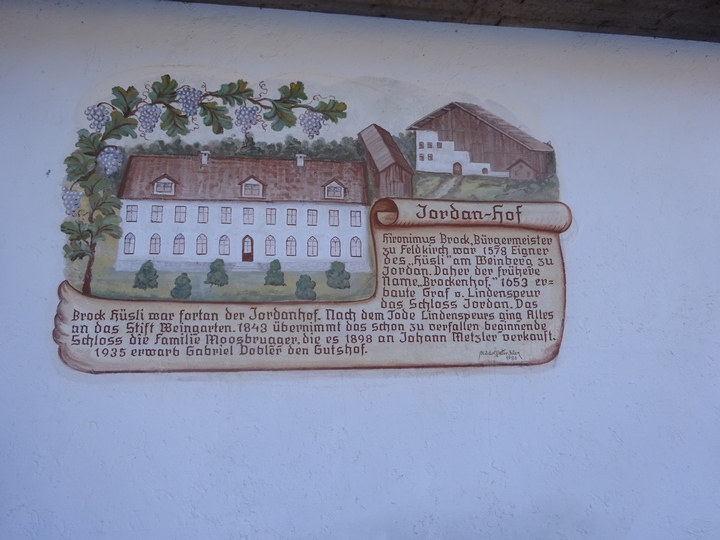 Jordan-Hof
Hironimus Brock, Bürgermeister
zu Feldkirch war 1578 Eigner
des „Hüsli" am Weinberg zu
Jordan. Daher der frühere
Name „Brockenhof." 1653 er-
baute Graf v. Lindenspeur
das Schloss Jordan. Das
Brock Hüsli war fortan der Jordanhof. Nach dem Tode Lindenspeurs ging Alles
an das Stift Weingarten. 1843 übernimmt das schon zu verfallen beginnende
Schloss die Familie Moosbrugger, die es 1898 an Johann Metzler verkauft.
1935 erwarb Gabriel Dobler den Gutshof.